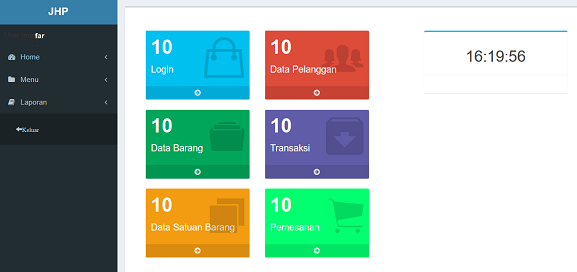 JHP
far
Home
Menu
Laporan
Keluar
10
Login
10
Data Pelanggan
10
Data Barang
10
Transaksi
10
Data Satuan Barang
10
Pemesanan
16:19:56